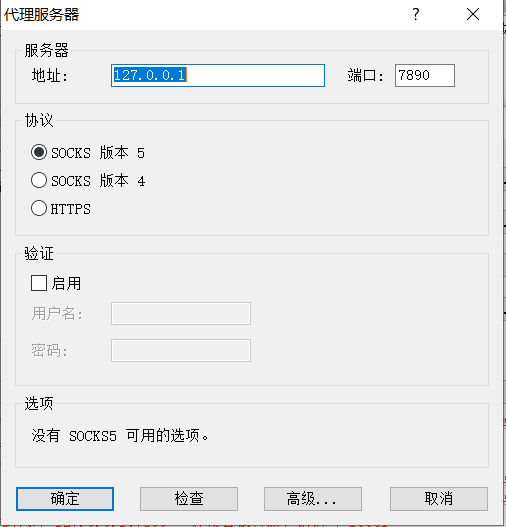 代理服务器
服务器
地址: 127.0.0.1 端口: 7890
协议
SOCKS 版本 5
SOCKS 版本 4
HTTPS
验证
启用
用户名:
密码:
选项
没有 SOCKS5 可用的选项。
确定 检查 高级... 取消